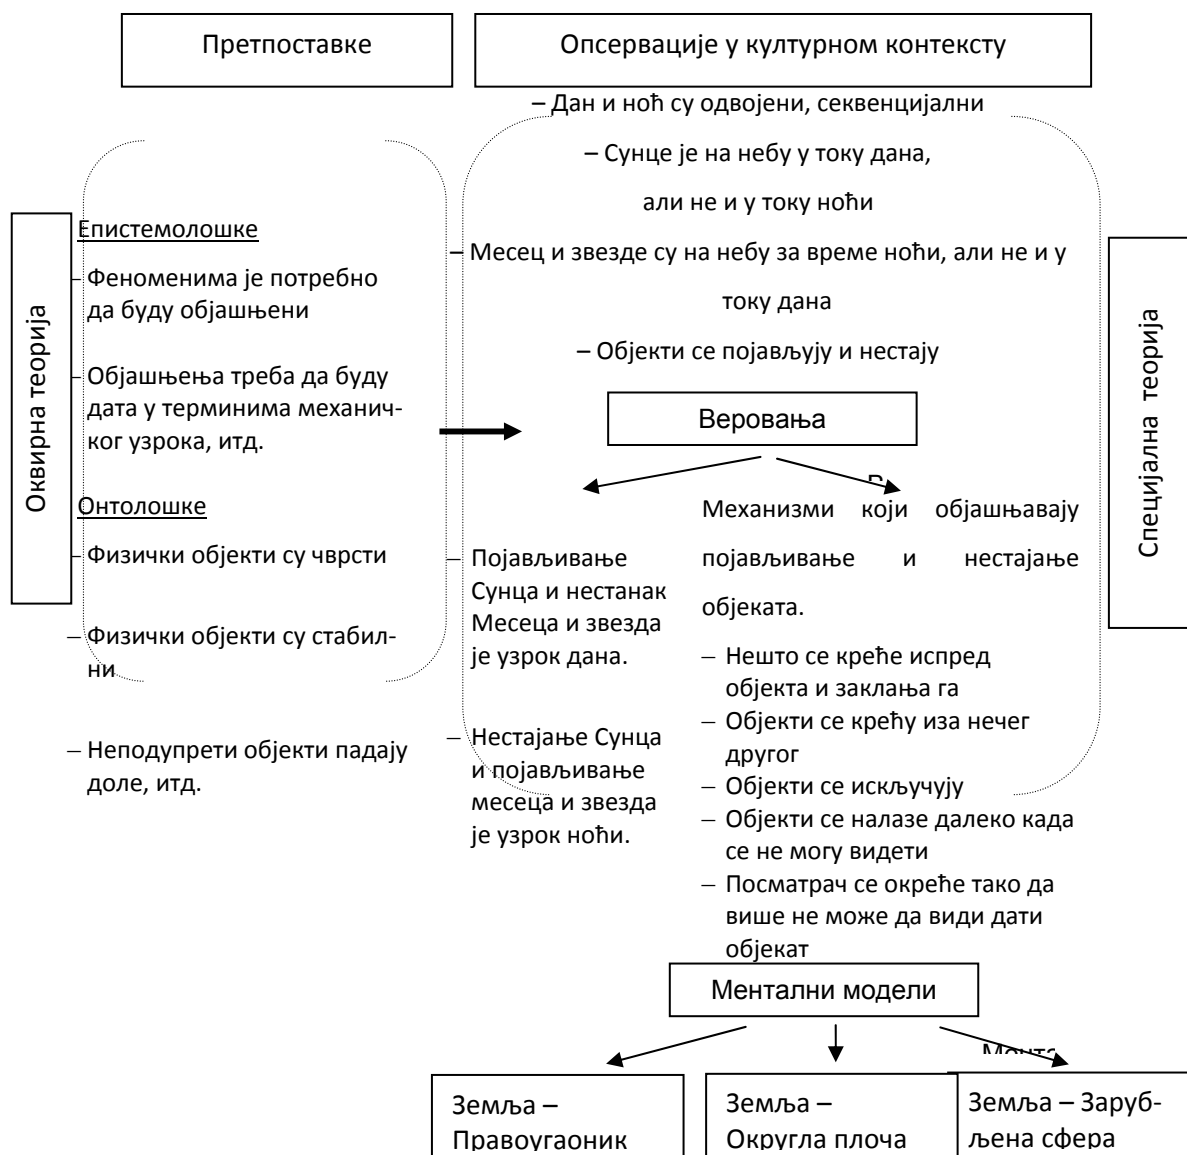 Претпоставке
Опсервације у културном контексту
– Дан и ноћ су одвојени, секвенцијални
– Сунце је на небу у току дана,
али не и у току ноћи
– Месец и звезде су на небу за време ноћи, али не и у
току дана
– Објекти се појављују и нестају
Оквирна теорија
Епистемолошке
– Феноменима је потребно
да буду објашњени
– Објашњења треба да буду
дата у терминима механич-
ког узрока, итд.
Онтолошке
– Физички објекти су чврсти
– Физички објекти су стабил-
ни
– Неподупрети објекти падају
доле, итд.
Веровања
– Појављивање
Сунца и нестанак
Месеца и звезда
је узрок дана.
– Нестајање Сунца
и појављивање
месеца и звезда
је узрок ноћи.
Механизми који објашњавају
појављивање и нестајање
објеката.
– Нешто се креће испред
објекта и заклања га
– Објекти се крећу иза нечег
другог
– Објекти се искључују
– Објекти се налазе далеко када
се не могу видети
– Посматрач се окреће тако да
више не може да види дати
објекат
Специјална теорија
Ментални модели
Земља –
Правоугаоник
Земља –
Округла плоча
Земља – Заруб-
љена сфера